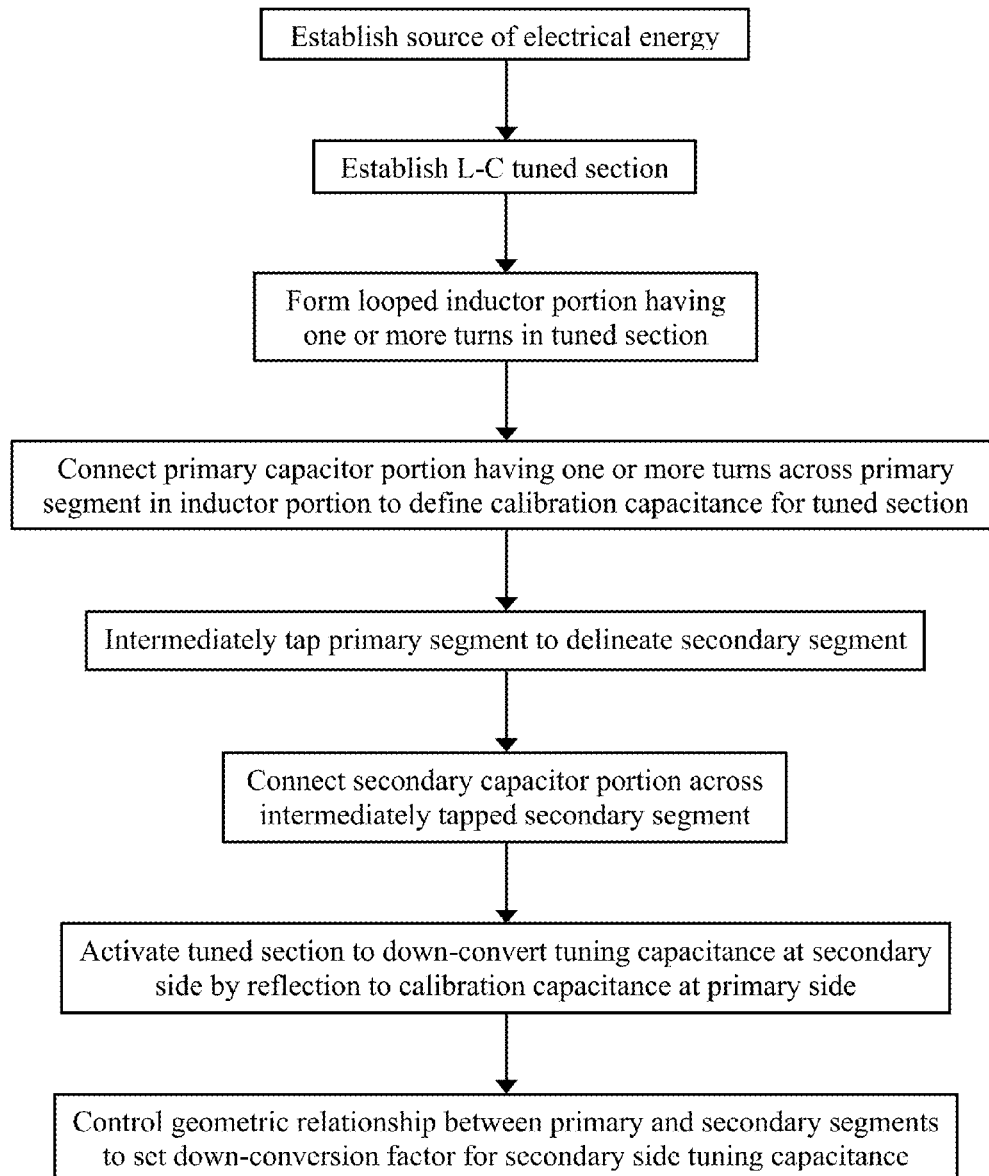 Establish source of electrical energy
Establish L-C tuned section
Form looped inductor portion having
one or more turns in tuned section
Connect primary capacitor portion having one or more turns across primary
segment in inductor portion to define calibration capacitance for tuned section
Intermediately tap primary segment to delineate secondary segment
Connect secondary capacitor portion across
intermediately tapped secondary segment
Activate tuned section to down-convert tuning capacitance at secondary
side by reflection to calibration capacitance at primary side
Control geometric relationship between primary and secondary segments
to set down-conversion factor for secondary side tuning capacitance